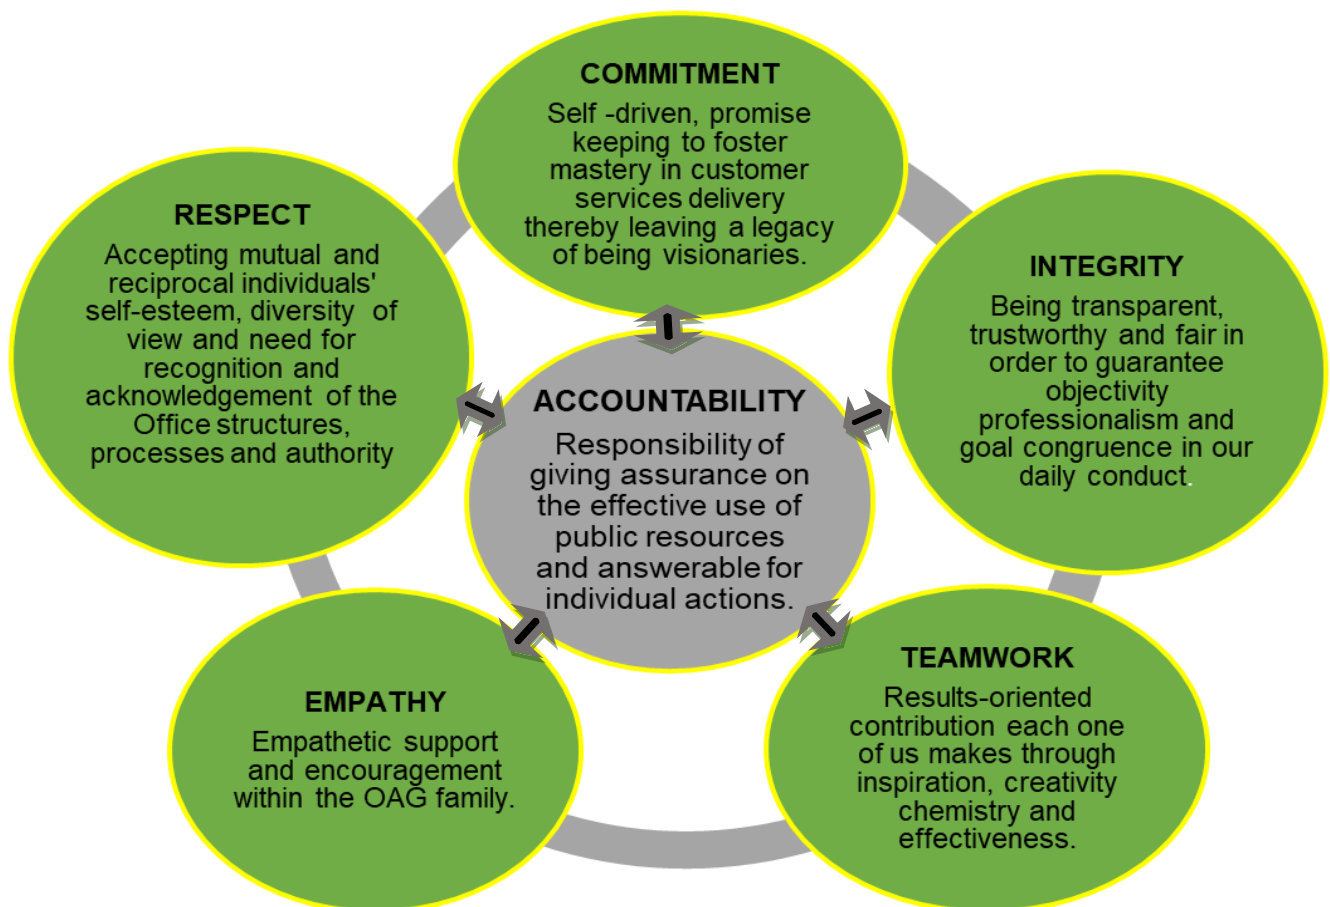 COMMITMENT
Self -driven, promise
keeping to foster
mastery in customer
services delivery
thereby leaving a legacy
of being visionaries.
RESPECT
Accepting mutual and
reciprocal individuals'
self-esteem, diversity of
view and need for
recognition and
acknowledgement of the
Office structures,
processes and authority
INTEGRITY
Being transparent,
trustworthy and fair in
order to guarantee
objectivity
professionalism and
goal congruence in our
daily conduct.
ACCOUNTABILITY
Responsibility of
giving assurance on
the effective use of
public resources
and answerable for
individual actions.
EMPATHY
Empathetic support
and encouragement
within the OAG family.
TEAMWORK
Results-oriented
contribution each one
of us makes through
inspiration, creativity
chemistry and
effectiveness.